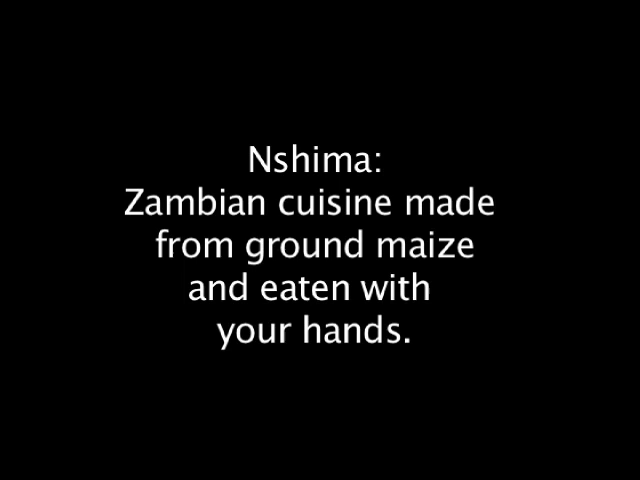 Nshima:
Zambian cuisine made
from ground maize
and eaten with
your hands.